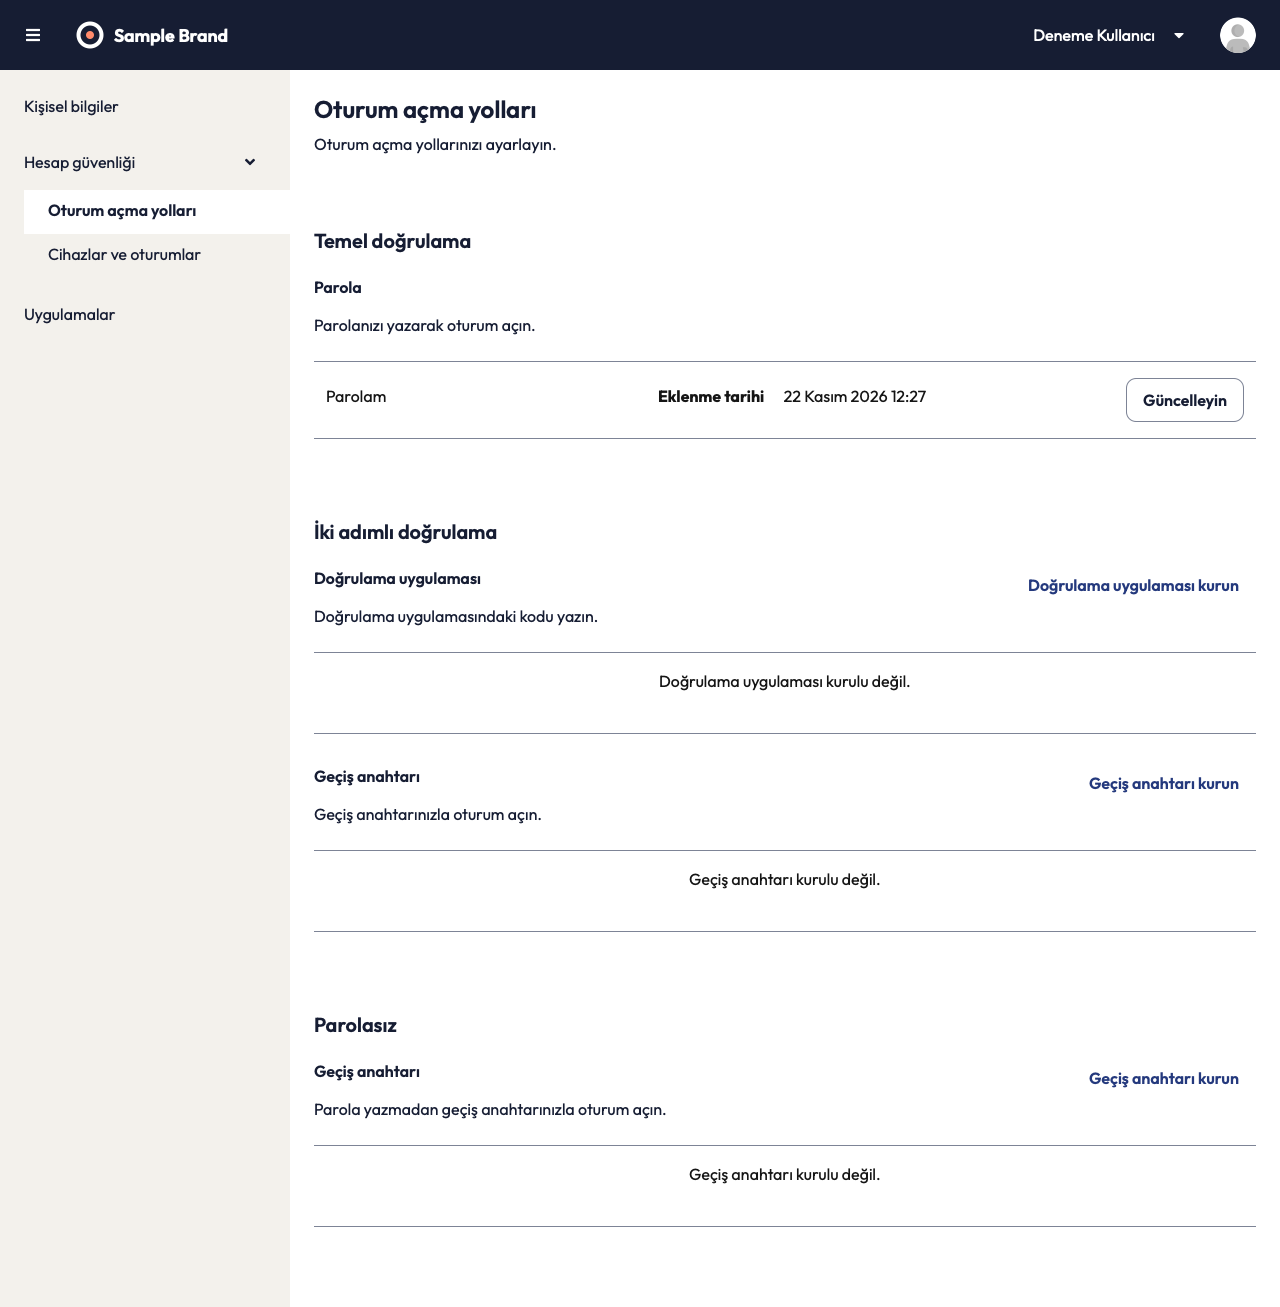 Sample Brand
Deneme Kullanıcı
Kişisel bilgiler
Hesap güvenliği
Oturum açma yolları
Cihazlar ve oturumlar
Uygulamalar
Oturum açma yolları
Oturum açma yollarınızı ayarlayın.
Temel doğrulama
Parola
Parolanızı yazarak oturum açın.
Parolam Eklenme tarihi 22 Kasım 2026 12:27 Güncelleyin
İki adımlı doğrulama
Doğrulama uygulaması
Doğrulama uygulaması kurun
Doğrulama uygulamasındaki kodu yazın.
Doğrulama uygulaması kurulu değil.
Geçiş anahtarı
Geçiş anahtarı kurun
Geçiş anahtarınızla oturum açın.
Geçiş anahtarı kurulu değil.
Parolasız
Geçiş anahtarı
Geçiş anahtarı kurun
Parola yazmadan geçiş anahtarınızla oturum açın.
Geçiş anahtarı kurulu değil.